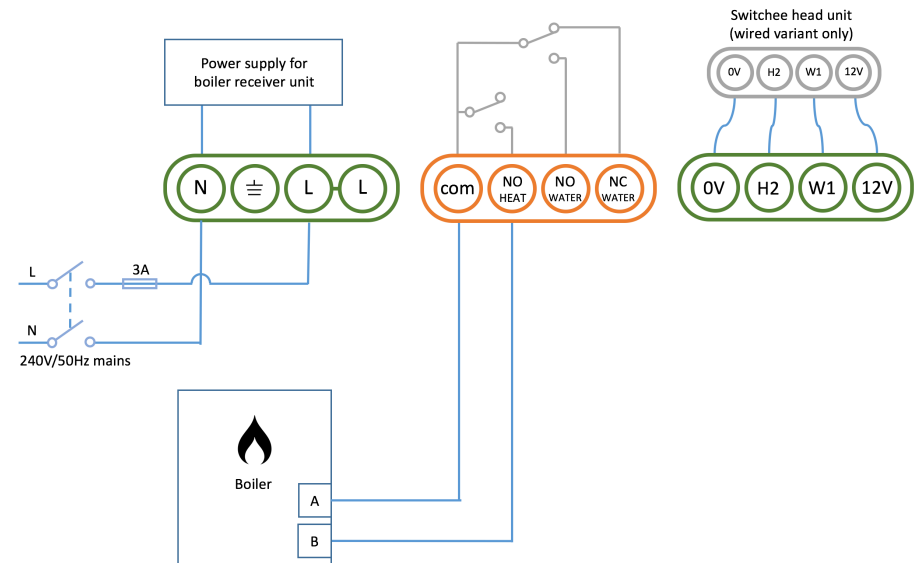 Switchee head unit
(wired variant only)
0V
H2
W1
12V
Power supply for
boiler receiver unit
N
L
L
com
NO
HEAT
NO
WATER
NC
WATER
0V
H2
W1
12V
L
3A
N
240V/50Hz mains
Boiler
A
B